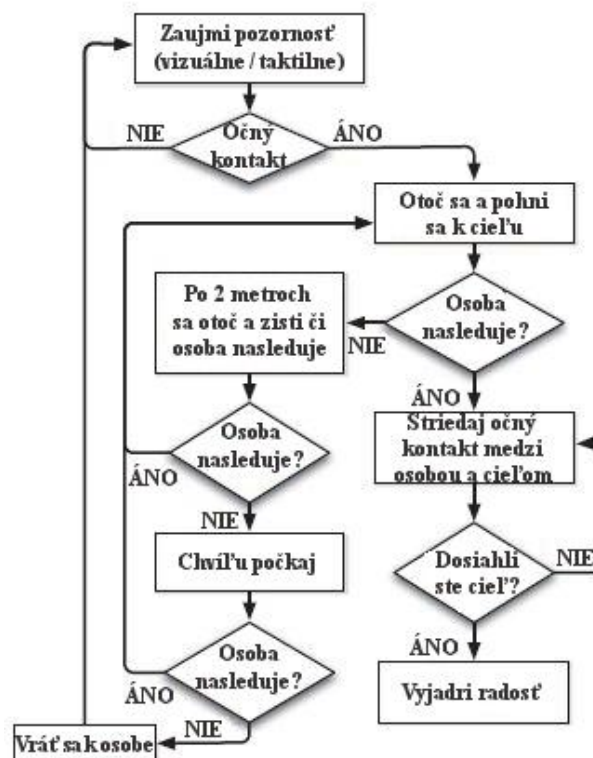 Zaujmi pozornosť
(vizuálne / taktilne)
NIE
Očný
kontakt
ÁNO
Otoč sa a pohni
sa k cieľu
Po 2 metroch
sa otoč a zisti či
osoba nasleduje
NIE
Osoba
nasleduje?
ÁNO
Striedaj očný
kontakt medzi
osobou a cieľom
Osoba
nasleduje?
ÁNO
NIE
Chvíľu počkaj
Dosiahli
ste cieľ?
NIE
ÁNO
Osoba
nasleduje?
ÁNO
NIE
Vyjadri radosť
Vráť sa k osobe